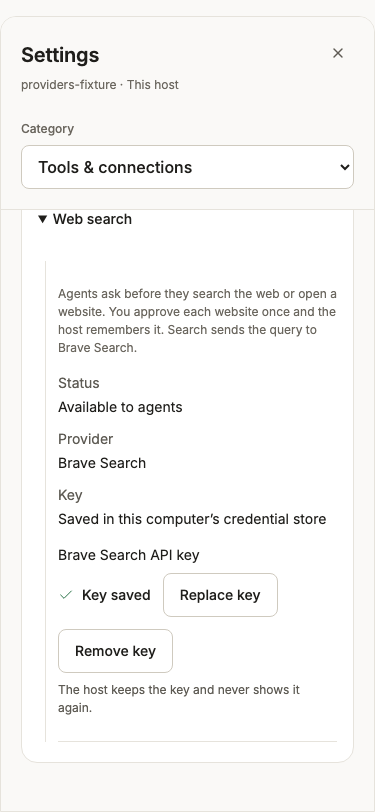 Settings
providers-fixture · This host
Category
Tools & connections
Web search
Agents ask before they search the web or open a
website. You approve each website once and the
host remembers it. Search sends the query to
Brave Search.
Status
Available to agents
Provider
Brave Search
Key
Saved in this computer’s credential store
Brave Search API key
Key saved
Replace key
Remove key
The host keeps the key and never shows it
again.